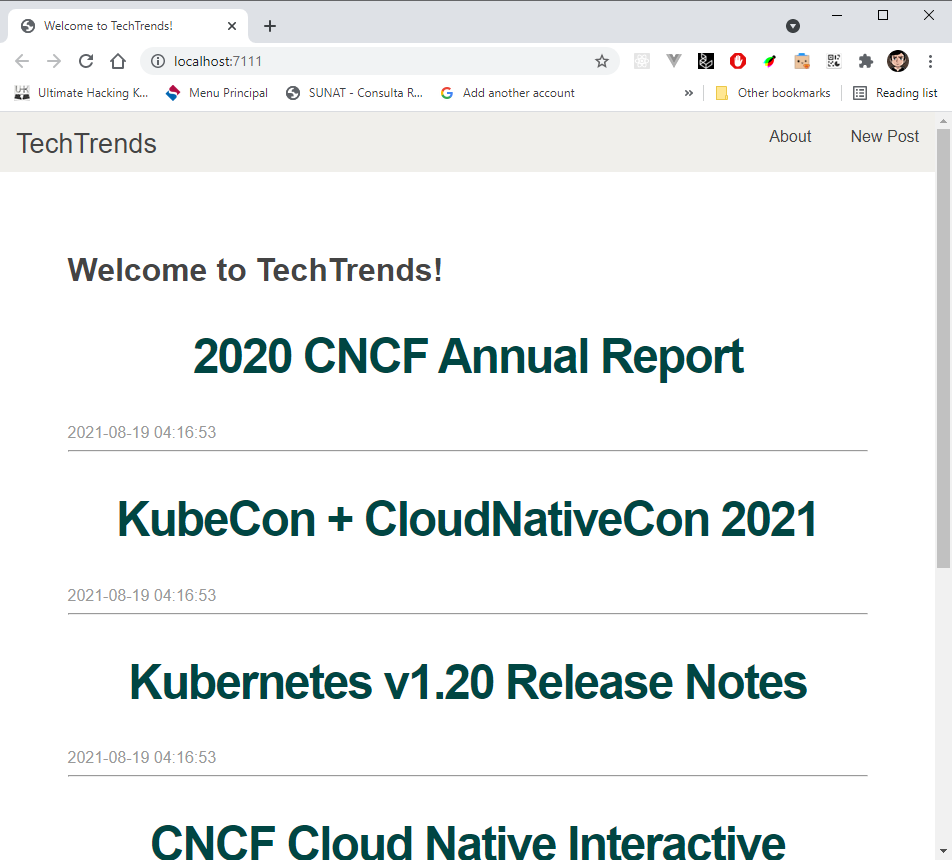 Welcome to TechTrends!
localhost:7111
Ultimate Hacking K... Menu Principal SUNAT - Consulta R... Add another account » Other bookmarks Reading list
TechTrends About New Post
Welcome to TechTrends!
2020 CNCF Annual Report
2021-08-19 04:16:53
KubeCon + CloudNativeCon 2021
2021-08-19 04:16:53
Kubernetes v1.20 Release Notes
2021-08-19 04:16:53
CNCF Cloud Native Interactive